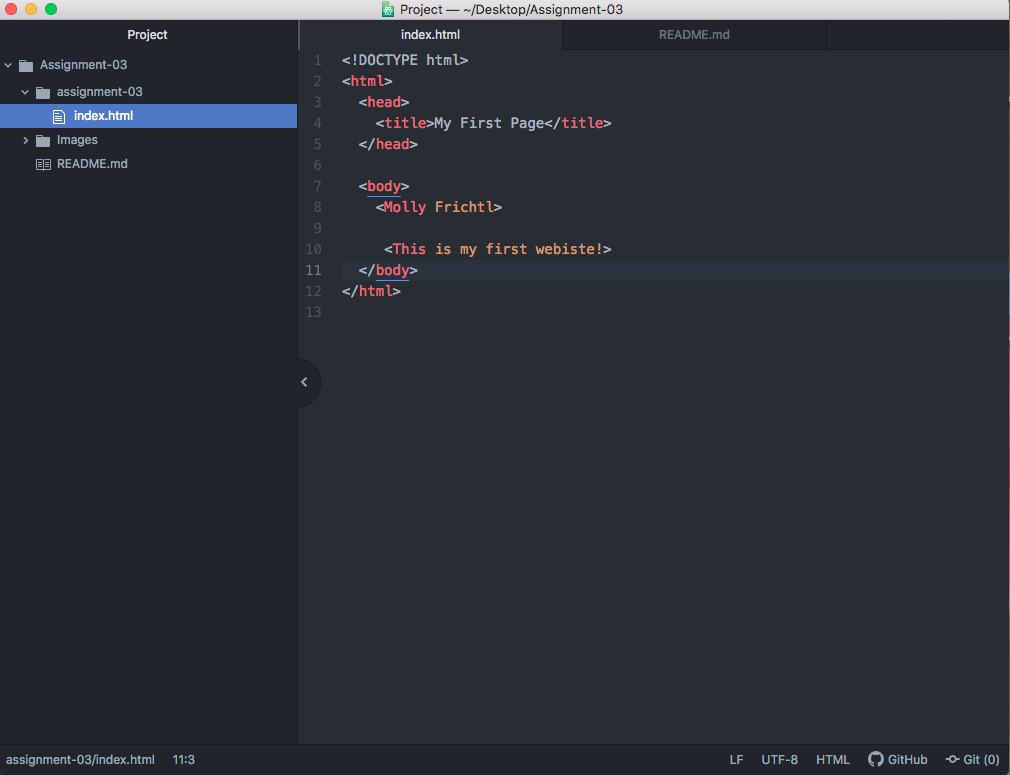 Project — ~/Desktop/Assignment-03
Project
index.html
README.md
Assignment-03
assignment-03
index.html
Images
README.md
1 <!DOCTYPE html>
2 <html>
3 <head>
4 <title>My First Page</title>
5 </head>
6
7 <body>
8 <Molly Frichtl>
9
10 <This is my first webiste!>
11 </body>
12 </html>
13
assignment-03/index.html 11:3 LF UTF-8 HTML GitHub Git (0)